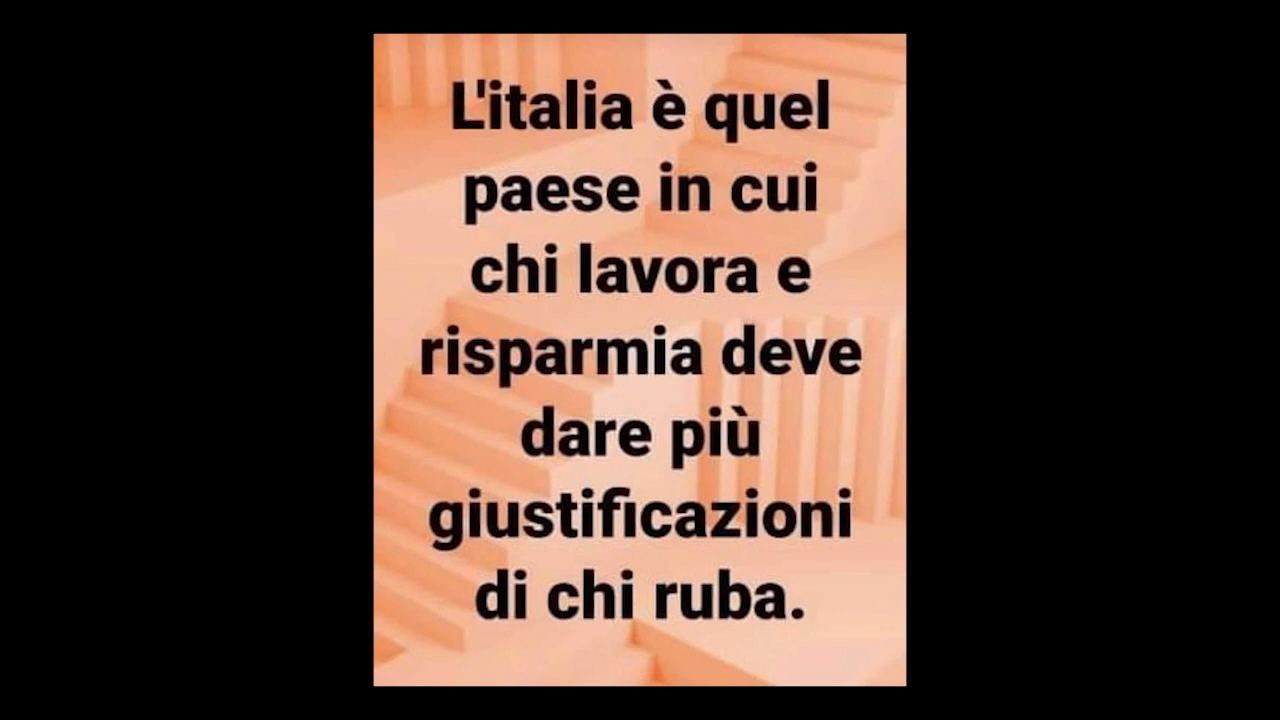 L'italia è quel
paese in cui
chi lavora e
risparmia deve
dare più
giustificazioni
di chi ruba.